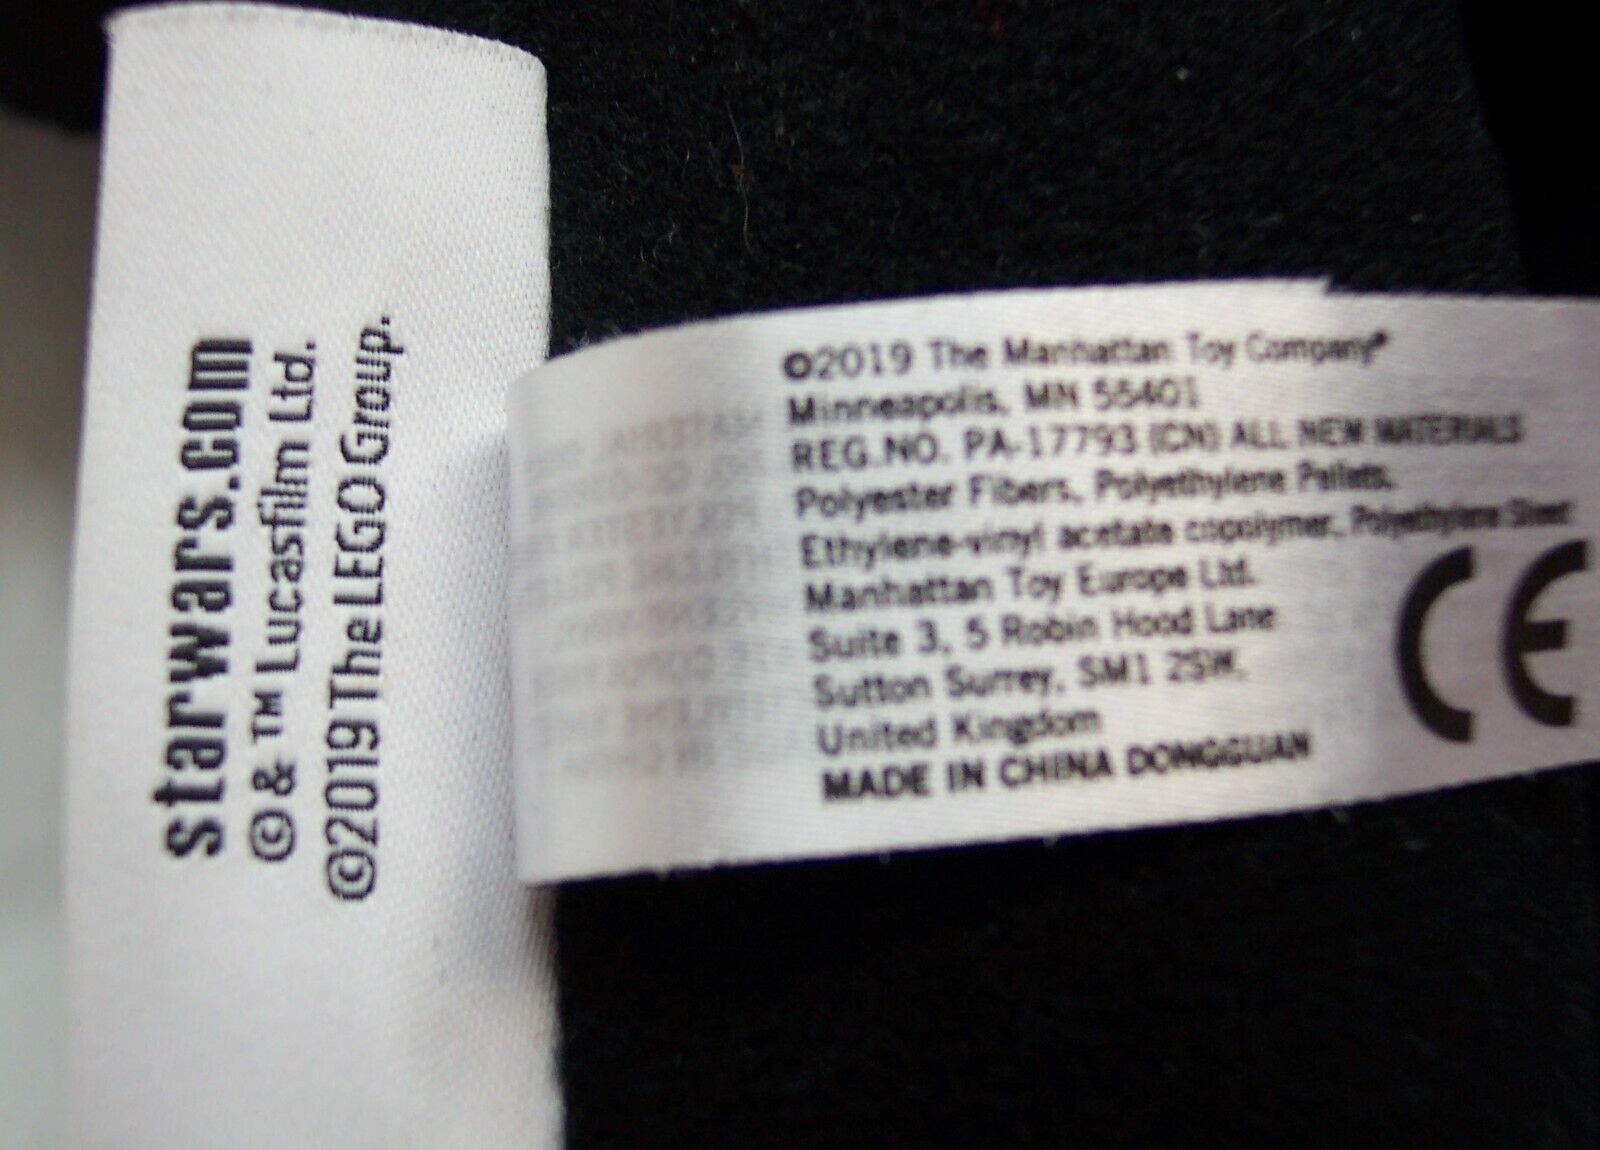 starwars.com
© & ™ Lucasfilm Ltd.
©2019 The LEGO Group.
©2019 The Manhattan Toy Company®
Minneapolis, MN 55401
REG.NO. PA-17793 (CN) ALL NEW MATERIALS
Polyester Fibers, Polyethylene Pellets,
Ethylene-vinyl acetate copolymer, Polyethylene Sheet
Manhattan Toy Europe Ltd.
Suite 3, 5 Robin Hood Lane
Sutton Surrey, SM1 2SW,
United Kingdom
MADE IN CHINA DONGGUAN
CE